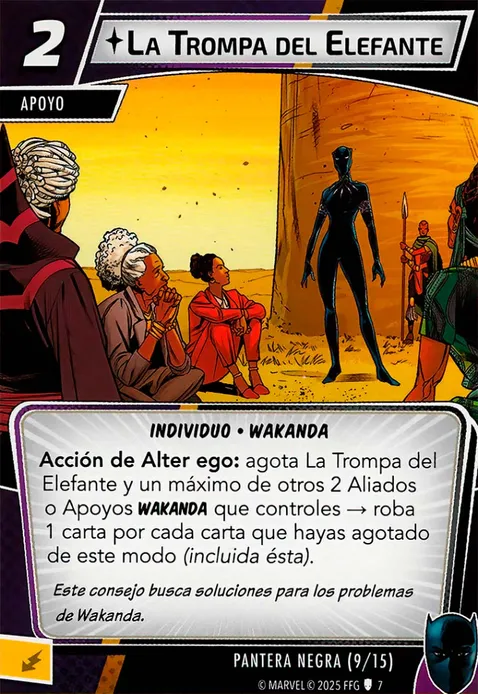 2
✦LA TROMPA DEL ELEFANTE
APOYO
INDIVIDUO • WAKANDA
Acción de Alter ego: agota La Trompa del
Elefante y un máximo de otros 2 Aliados
o Apoyos WAKANDA que controles → roba
1 carta por cada carta que hayas agotado
de este modo (incluida ésta).
Este consejo busca soluciones para los problemas
de Wakanda.
PANTERA NEGRA (9/15)
© MARVEL © 2025 FFG 7